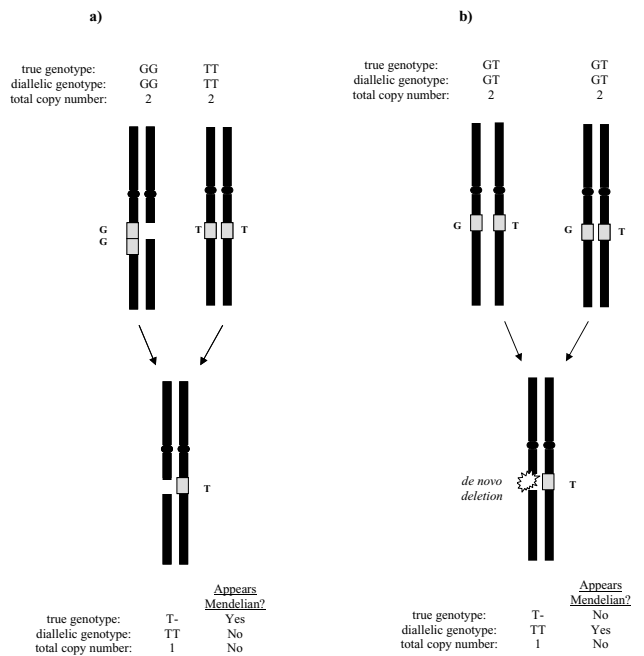 a)
true genotype: GG TT
diallelic genotype: GG TT
total copy number: 2 2
G
G
T T
T
Appears
Mendelian?
true genotype: T- Yes
diallelic genotype: TT No
total copy number: 1 No
b)
true genotype: GT GT
diallelic genotype: GT GT
total copy number: 2 2
G T
G T
de novo
deletion
T
Appears
Mendelian?
true genotype: T- No
diallelic genotype: TT Yes
total copy number: 1 No